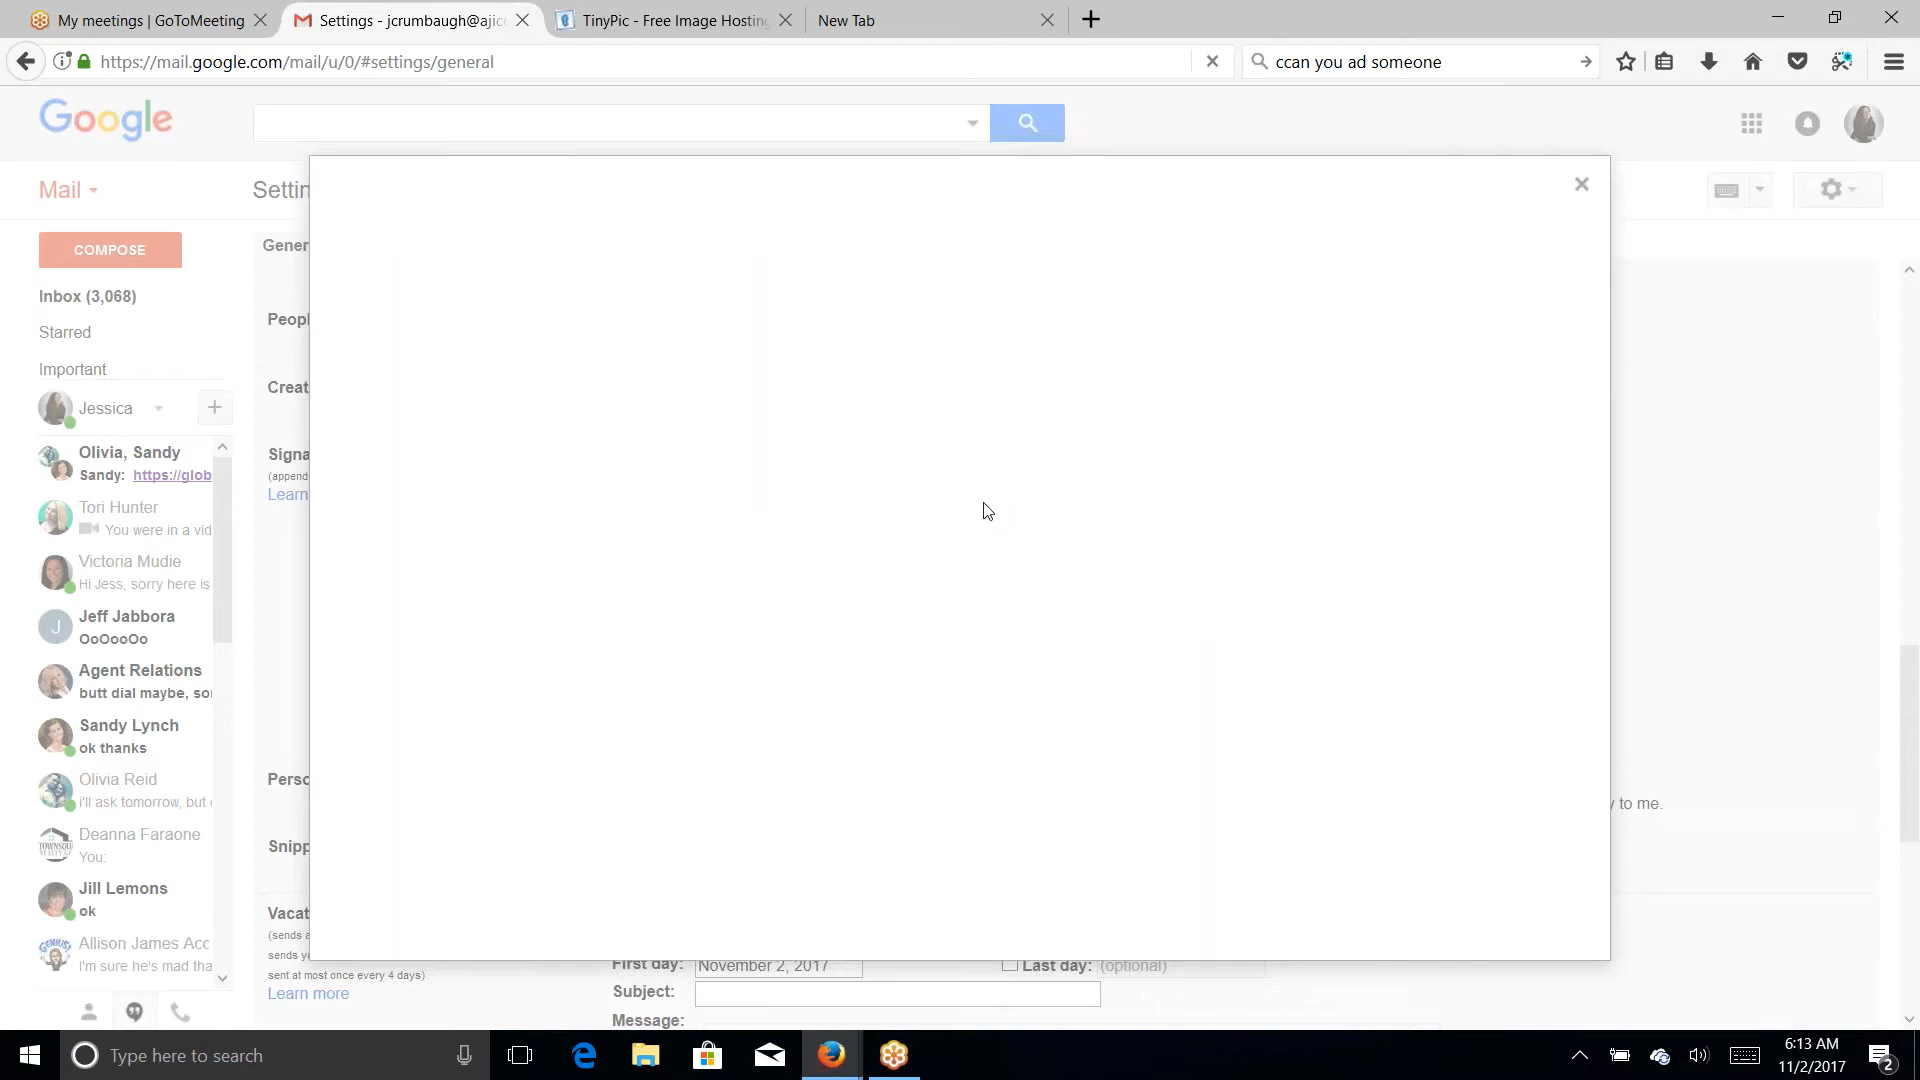 My meetings | GoToMeeting
Settings - jcrumbaugh@ajicc
TinyPic - Free Image Hosting
New Tab
https://mail.google.com/mail/u/0/#settings/general
ccan you ad someone
Google
Mail
Settin
COMPOSE
Gener
Inbox (3,068)
Peopl
Starred
Important
Creat
Jessica
Olivia, Sandy
Signa
Sandy: https://glob
(append
Learn
Tori Hunter
You were in a vid
Victoria Mudie
Hi Jess, sorry here is
Jeff Jabbora
J
OoOooOo
Agent Relations
butt dial maybe, sor
Sandy Lynch
ok thanks
Olivia Reid
Perso
i'll ask tomorrow, but
y to me.
Deanna Faraone
Snipp
You:
Jill Lemons
ok
Vacat
(sends a
Allison James Acc
sends y
I'm sure he's mad tha
First day: November 2, 2017
Last day: (optional)
sent at most once every 4 days)
Learn more
Subject:
Message:
Type here to search
6:13 AM
11/2/2017
2